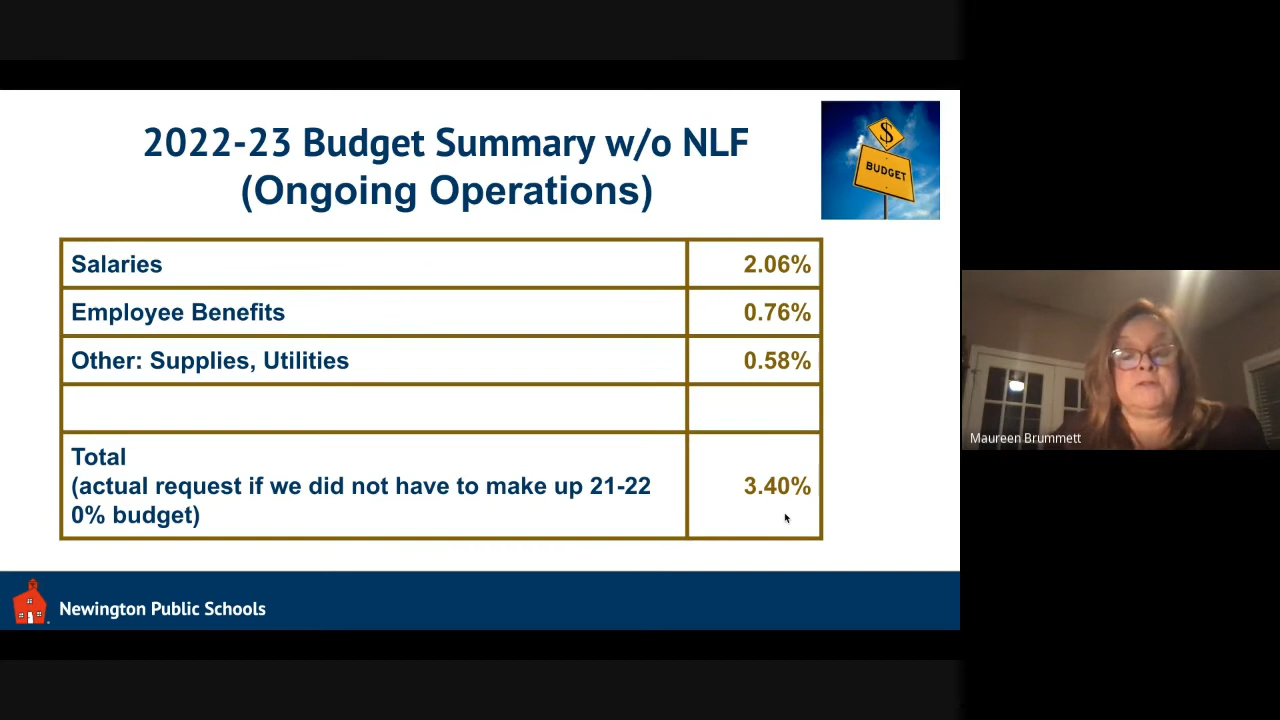 2022-23 Budget Summary w/o NLF
(Ongoing Operations)
$
BUDGET
Salaries 2.06%
Employee Benefits 0.76%
Other: Supplies, Utilities 0.58%
Total
(actual request if we did not have to make up 21-22 3.40%
0% budget)
Newington Public Schools
Maureen Brummett